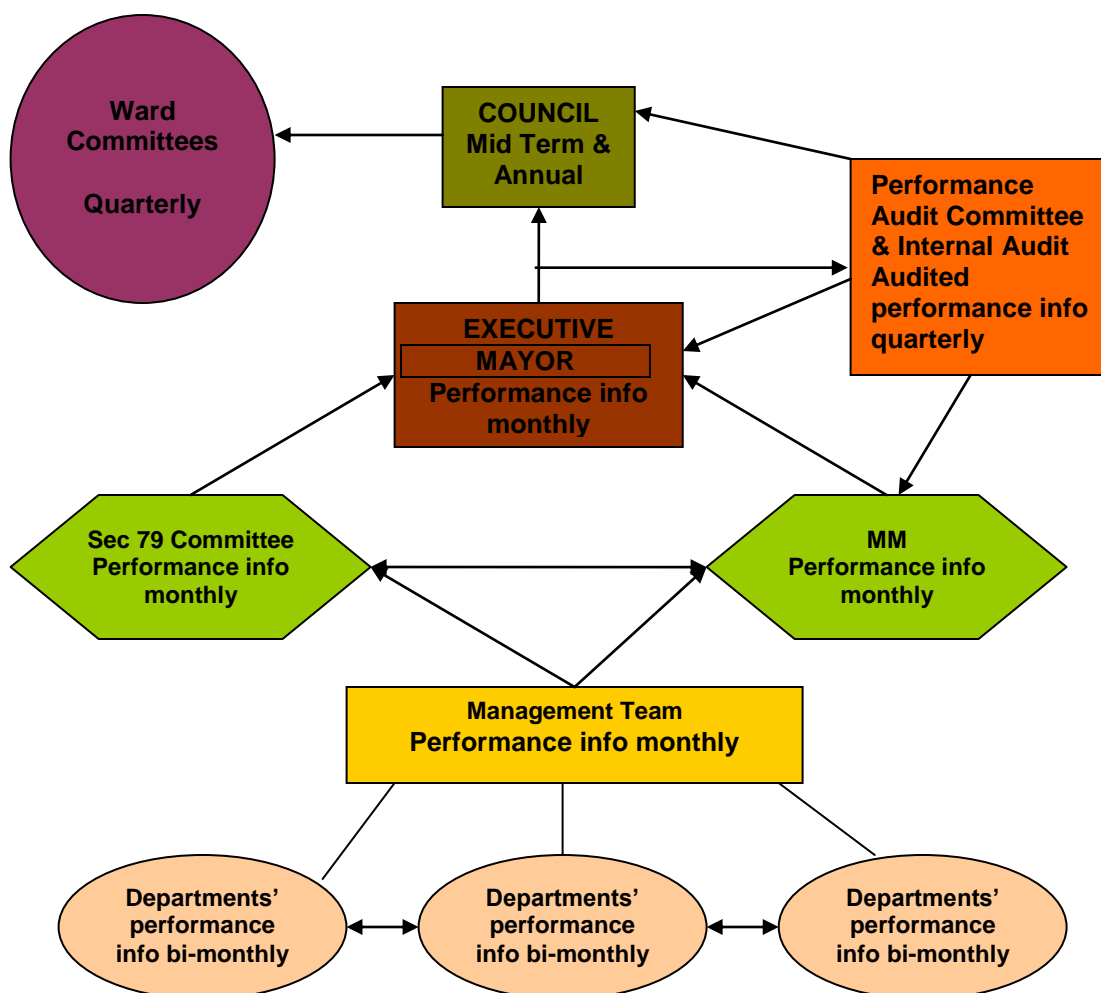 Ward
Committees
Quarterly
COUNCIL
Mid Term &
Annual
Performance
Audit Committee
& Internal Audit
Audited
performance info
quarterly
EXECUTIVE
MAYOR
Performance info
monthly
Sec 79 Committee
Performance info
monthly
MM
Performance info
monthly
Management Team
Performance info monthly
Departments’
performance
info bi-monthly
Departments’
performance
info bi-monthly
Departments’
performance
info bi-monthly